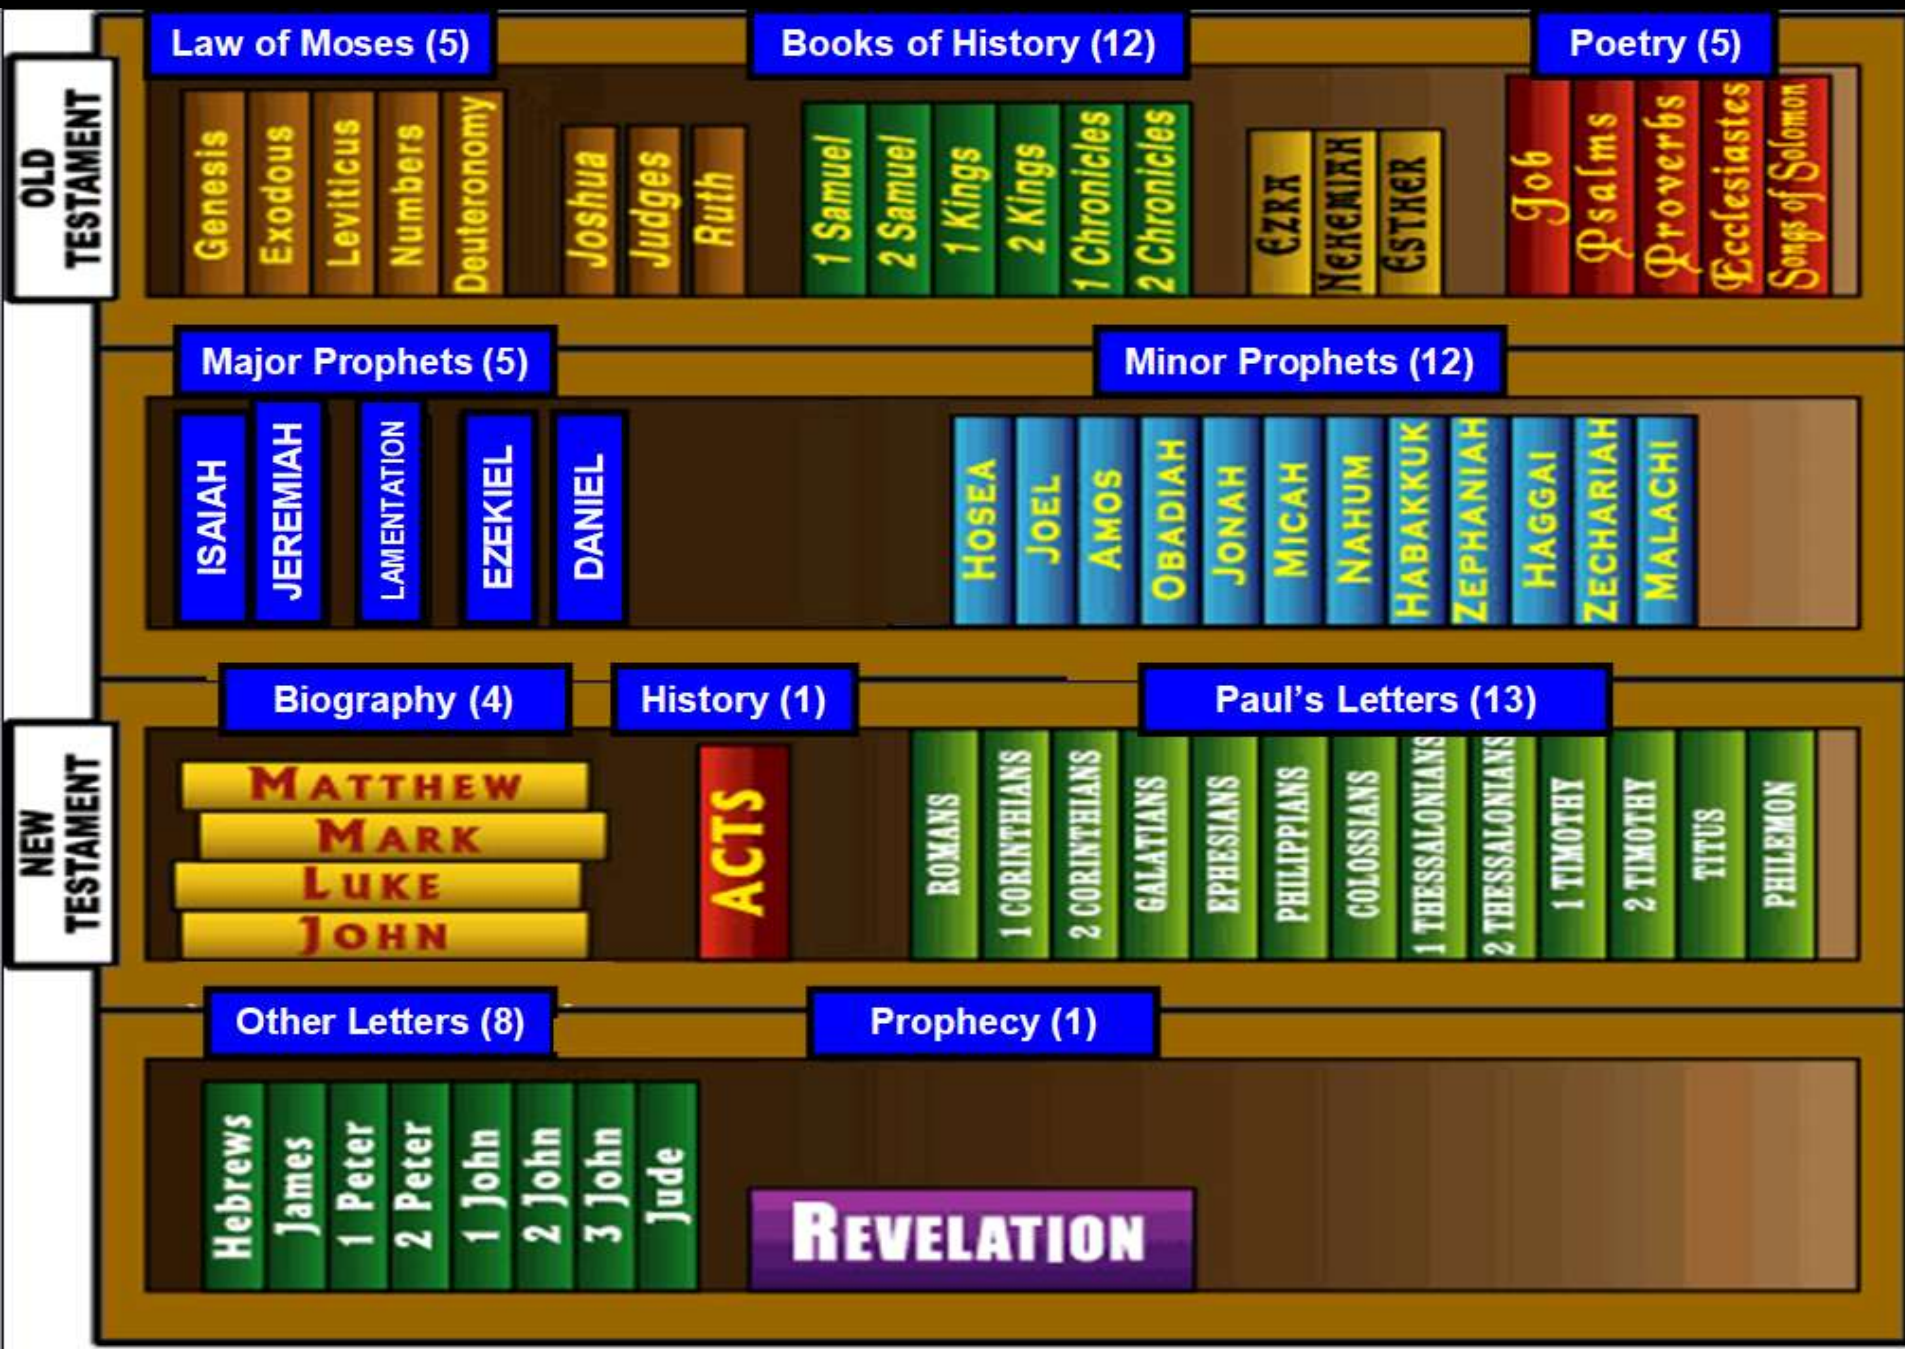 Law of Moses (5)
Books of History (12)
Poetry (5)
OLD
TESTAMENT
Genesis
Exodous
Leviticus
Numbers
Deuteronomy
Joshua
Judges
Ruth
1 Samuel
2 Samuel
1 Kings
2 Kings
1 Chronicles
2 Chronicles
EZRA
NEHEMIAH
ESTHER
Job
Psalms
Proverbs
Ecclesiastes
Songs of Solomon
Major Prophets (5)
Minor Prophets (12)
ISAIAH
JEREMIAH
LAMENTATION
EZEKIEL
DANIEL
HOSEA
JOEL
AMOS
OBADIAH
JONAH
MICAH
NAHUM
HABAKKUK
ZEPHANIAH
HAGGAI
ZECHARIAH
MALACHI
Biography (4)
History (1)
Paul’s Letters (13)
NEW
TESTAMENT
MATTHEW
MARK
LUKE
JOHN
ACTS
ROMANS
1 CORINTHIANS
2 CORINTHIANS
GALATIANS
EPHESIANS
PHILIPPIANS
COLOSSIANS
1 THESSALONIANS
2 THESSALONIANS
1 TIMOTHY
2 TIMOTHY
TITUS
PHILEMON
Other Letters (8)
Prophecy (1)
Hebrews
James
1 Peter
2 Peter
1 John
2 John
3 John
Jude
REVELATION